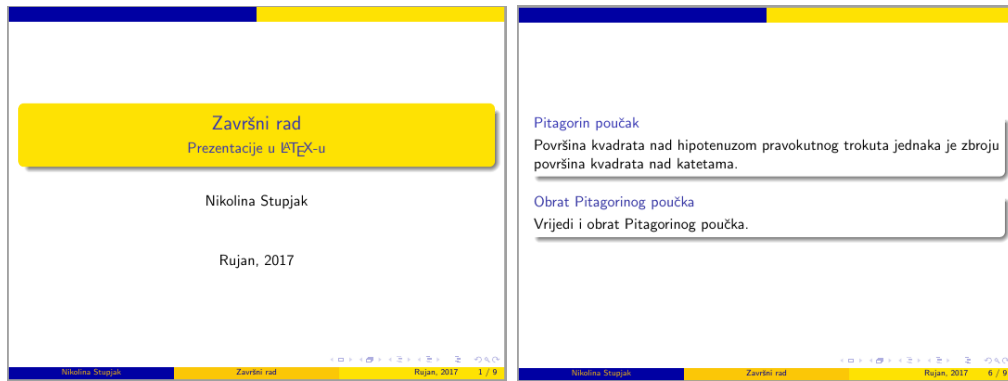 Završni rad
Prezentacije u LATEX-u
Nikolina Stupjak
Rujan, 2017
Nikolina Stupjak Završni rad Rujan, 2017 1 / 9
Pitagorin poučak
Površina kvadrata nad hipotenuzom pravokutnog trokuta jednaka je zbroju
površina kvadrata nad katetama.
Obrat Pitagorinog poučka
Vrijedi i obrat Pitagorinog poučka.
Nikolina Stupjak Završni rad Rujan, 2017 6 / 9